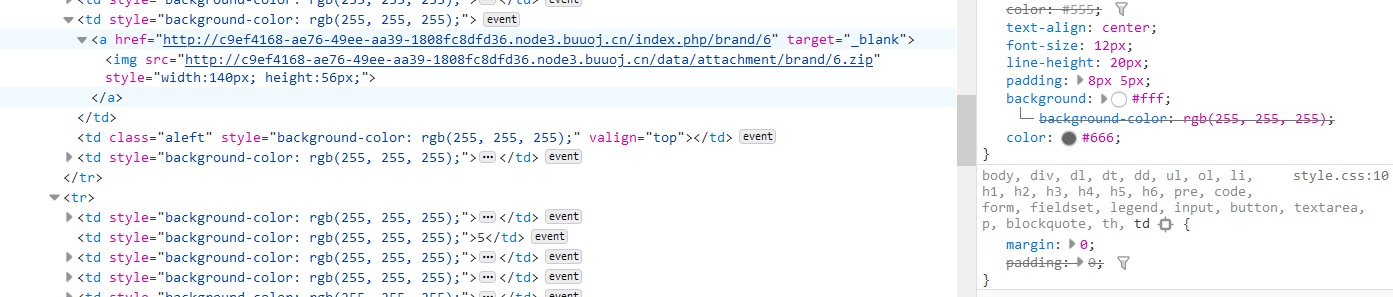 <td style="background-color: rgb(255, 255, 255);"> ⋯ </td> event
<td style="background-color: rgb(255, 255, 255);"> event
<a href="http://c9ef4168-ae76-49ee-aa39-1808fc8dfd36.node3.buuoj.cn/index.php/brand/6" target="_blank">
<img src="http://c9ef4168-ae76-49ee-aa39-1808fc8dfd36.node3.buuoj.cn/data/attachment/brand/6.zip"
style="width:140px; height:56px;">
</a>
</td>
<td class="aleft" style="background-color: rgb(255, 255, 255);" valign="top"></td> event
<td style="background-color: rgb(255, 255, 255);"> ⋯ </td> event
</tr>
<tr>
<td style="background-color: rgb(255, 255, 255);"> ⋯ </td> event
<td style="background-color: rgb(255, 255, 255);">5</td> event
<td style="background-color: rgb(255, 255, 255);"> ⋯ </td> event
<td style="background-color: rgb(255, 255, 255);"> ⋯ </td> event
<td style="background-color: rgb(255, 255, 255);"> ⋯ </td> event
color: #555;
text-align: center;
font-size: 12px;
line-height: 20px;
padding: 8px 5px;
background: #fff;
background-color: rgb(255, 255, 255);
color: #666;
}
body, div, dl, dt, dd, ul, ol, li, style.css:10
h1, h2, h3, h4, h5, h6, pre, code,
form, fieldset, legend, input, button, textarea,
p, blockquote, th, td {
margin: 0;
padding: 0;
}